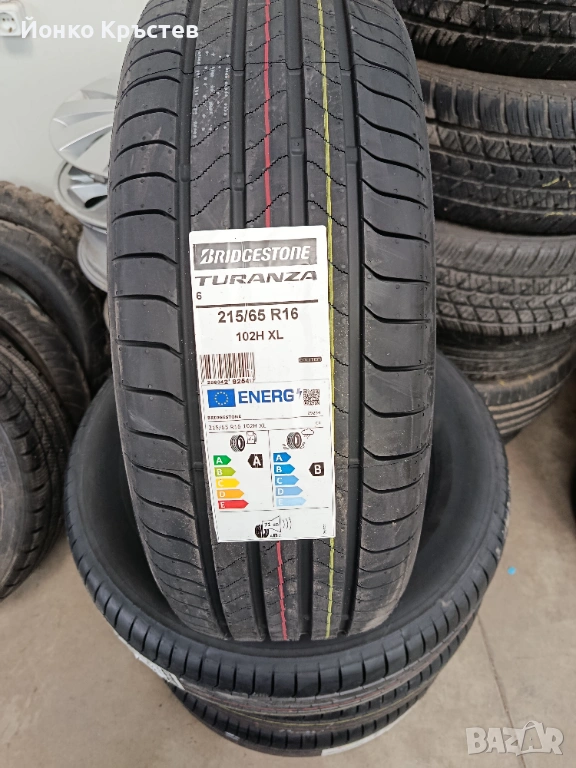 Йонко Кръстев
BRIDGESTONE
TURANZA
6
215/65 R16
102H XL
ENERG
BRIDGESTONE
215/65 R16 102H XL
A
B
C
D
E
A
A
B
C
D
E
B
BAZAR